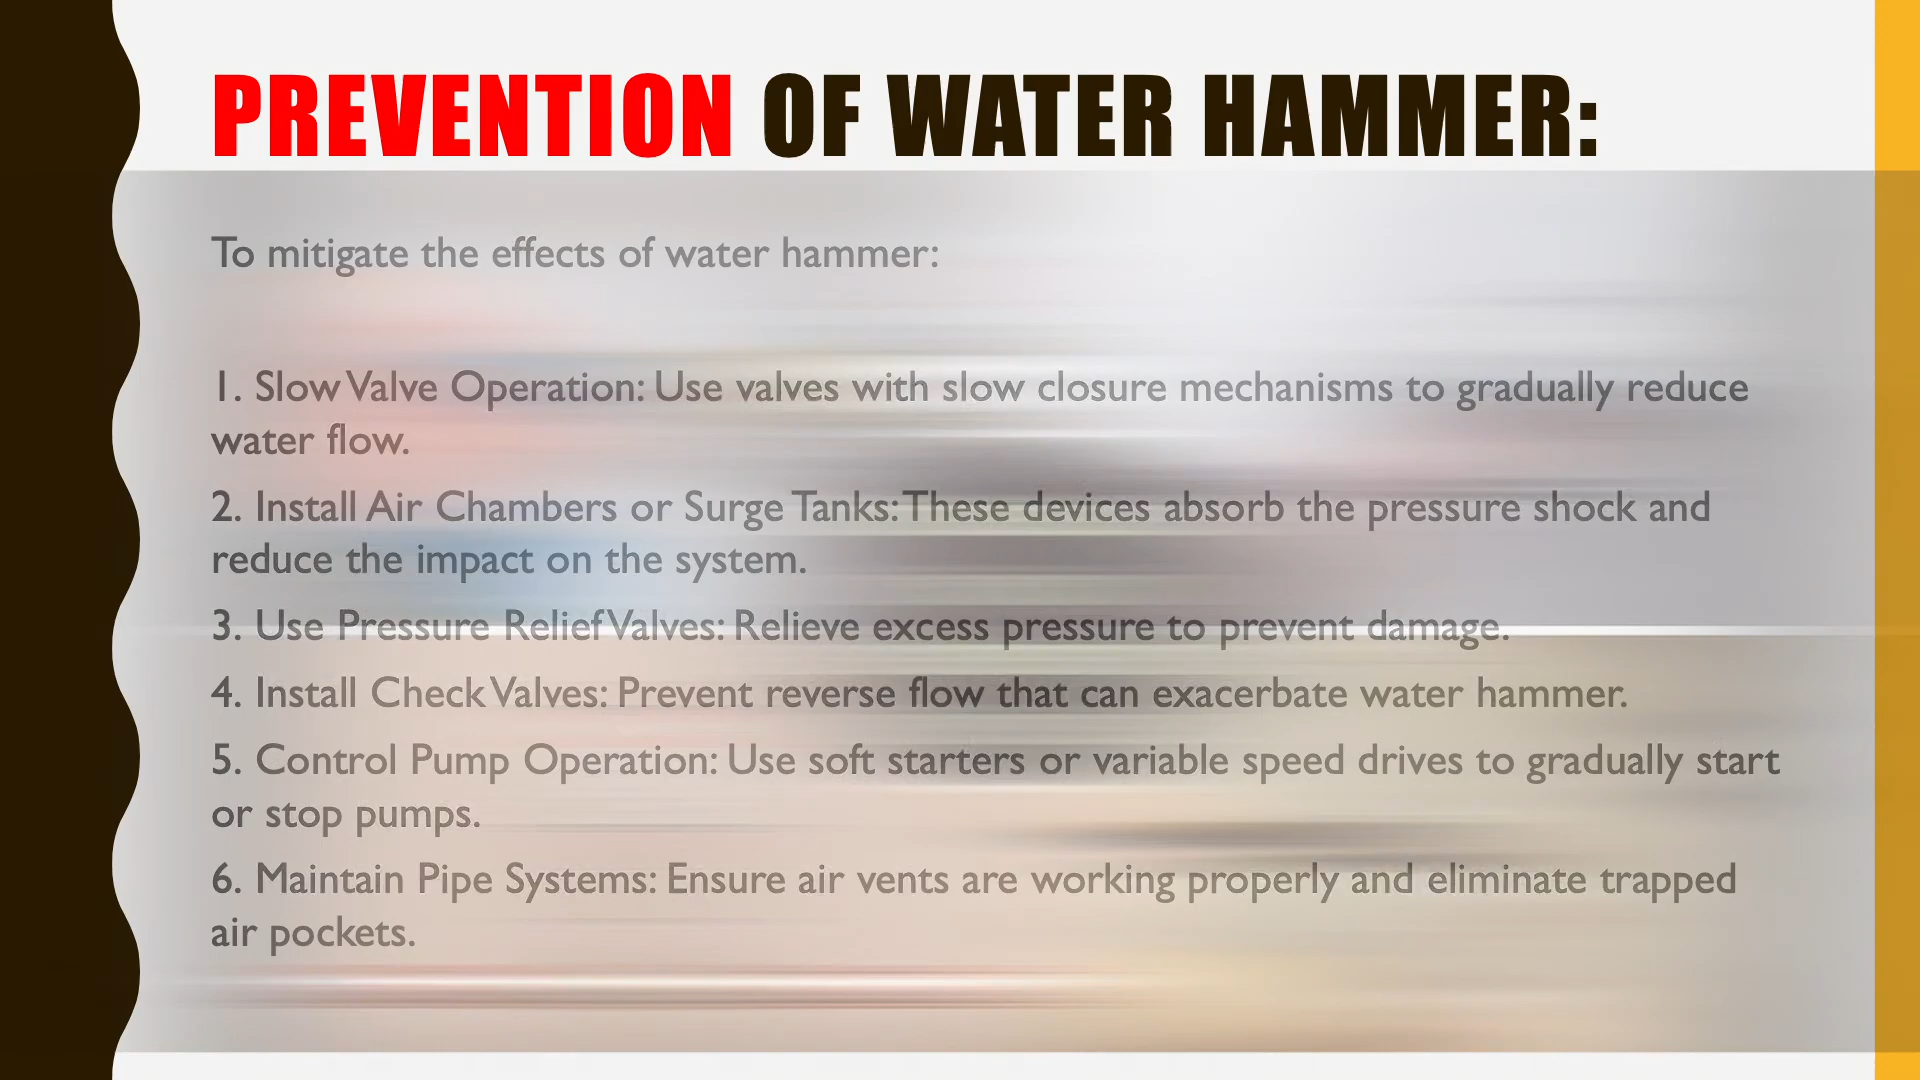 PREVENTION OF WATER HAMMER:
To mitigate the effects of water hammer:
1. Slow Valve Operation: Use valves with slow closure mechanisms to gradually reduce
water flow.
2. Install Air Chambers or Surge Tanks: These devices absorb the pressure shock and
reduce the impact on the system.
3. Use Pressure Relief Valves: Relieve excess pressure to prevent damage.
4. Install Check Valves: Prevent reverse flow that can exacerbate water hammer.
5. Control Pump Operation: Use soft starters or variable speed drives to gradually start
or stop pumps.
6. Maintain Pipe Systems: Ensure air vents are working properly and eliminate trapped
air pockets.